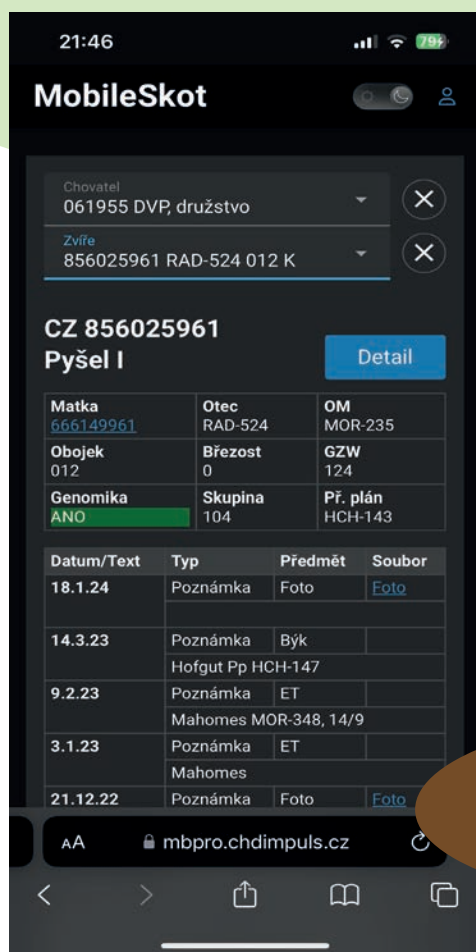 21:46
79
MobileSkot
Chovatel
061955 DVP, družstvo
Zvíře
856025961 RAD-524 012 K
CZ 856025961
Pyšel I
Detail
Matka Otec OM
666149961 RAD-524 MOR-235
Obojek Březost GZW
012 0 124
Genomika Skupina Př. plán
ANO 104 HCH-143
Datum/Text Typ Předmět Soubor
18.1.24 Poznámka Foto Foto
14.3.23 Poznámka Býk
Hofgut Pp HCH-147
9.2.23 Poznámka ET
Mahomes MOR-348, 14/9
3.1.23 Poznámka ET
Mahomes
21.12.22 Poznámka Foto Foto
AA mbpro.chdimpuls.cz